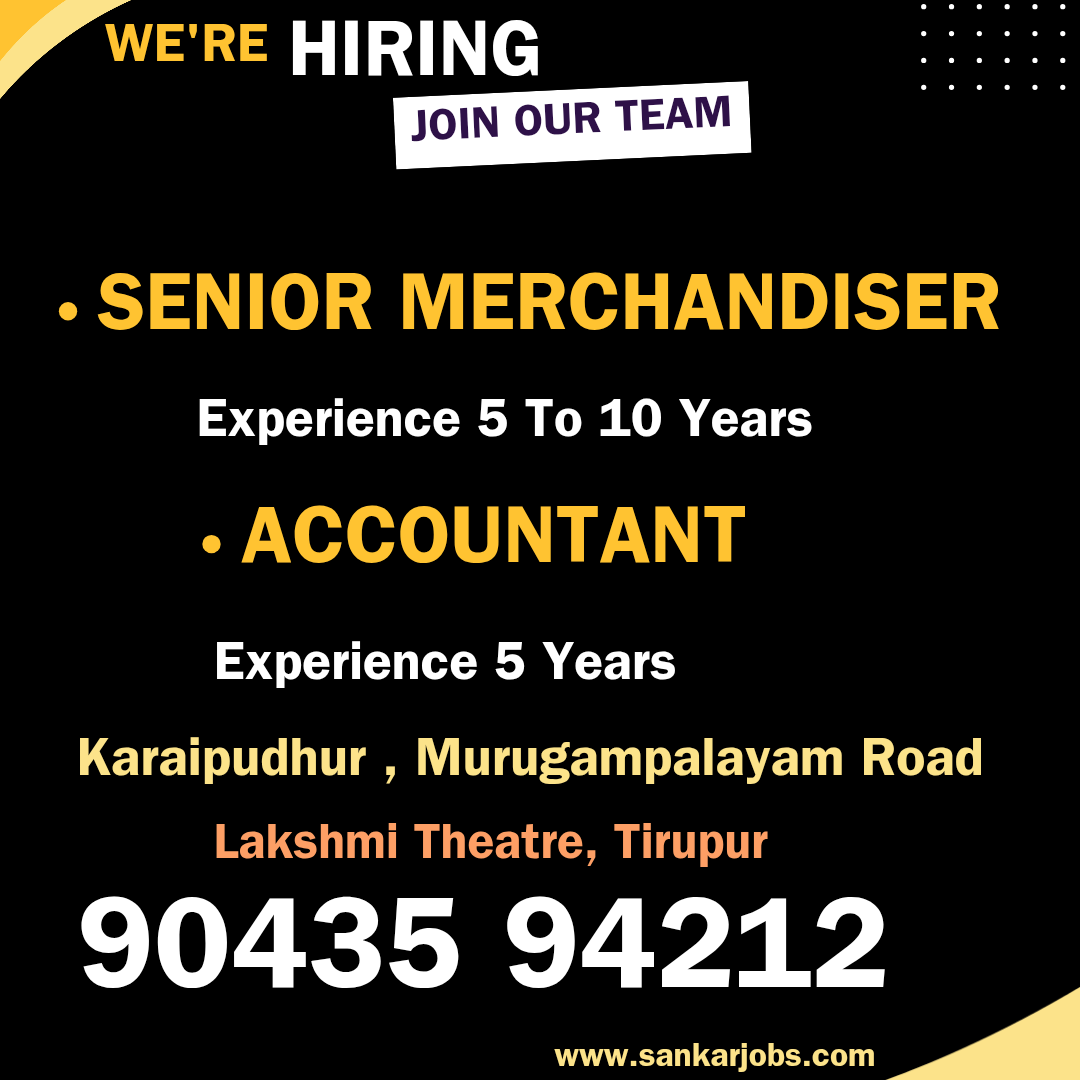 WE'RE HIRING
JOIN OUR TEAM
• SENIOR MERCHANDISER
Experience 5 To 10 Years
• ACCOUNTANT
Experience 5 Years
Karaipudhur , Murugampalayam Road
Lakshmi Theatre, Tirupur
90435 94212
www.sankarjobs.com